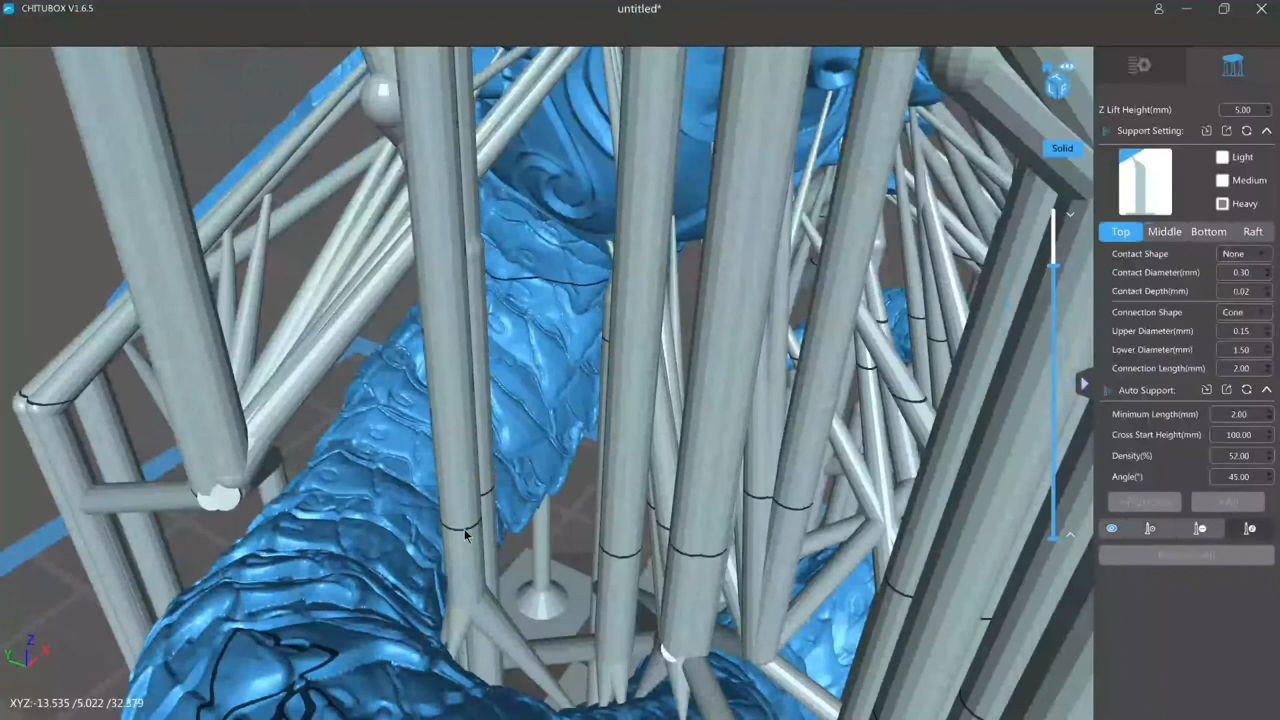 CHITUBOX V1.6.5
untitled*
Z Lift Height(mm) 5.00
Support Setting:
Solid
Light
Medium
Heavy
Top Middle Bottom Raft
Contact Shape None
Contact Diameter(mm) 0.30
Contact Depth(mm) 0.02
Connection Shape Cone
Upper Diameter(mm) 0.15
Lower Diameter(mm) 1.50
Connection Length(mm) 2.00
Auto Support:
Minimum Length(mm) 2.00
Cross Start Height(mm) 100.00
Density(%) 52.00
Angle(°) 45.00
+All
Z
Y X
XYZ:-13.535 /5.022 /32.379